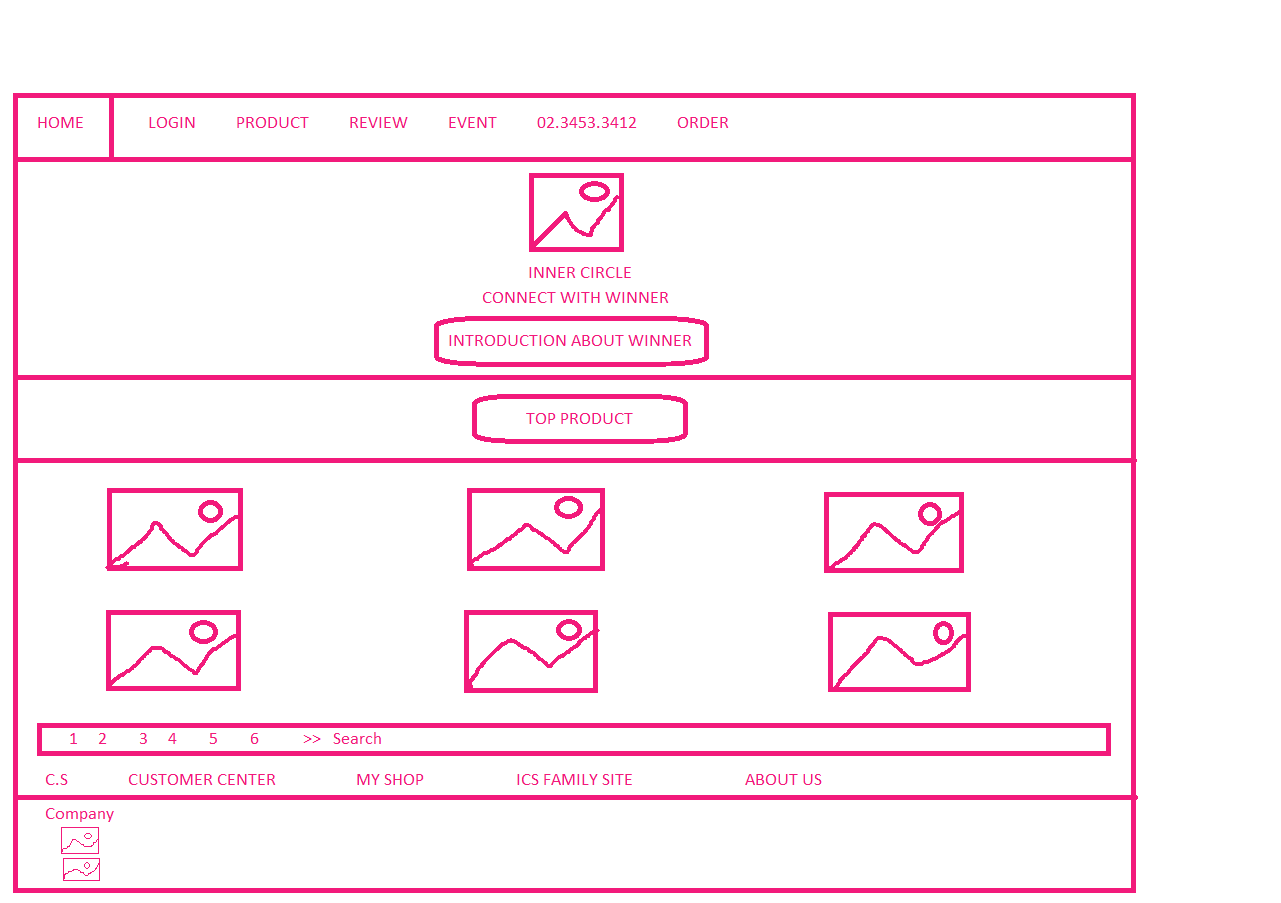 HOME LOGIN PRODUCT REVIEW EVENT 02.3453.3412 ORDER
INNER CIRCLE
CONNECT WITH WINNER
INTRODUCTION ABOUT WINNER
TOP PRODUCT
1 2 3 4 5 6 >> Search
C.S CUSTOMER CENTER MY SHOP ICS FAMILY SITE ABOUT US
Company